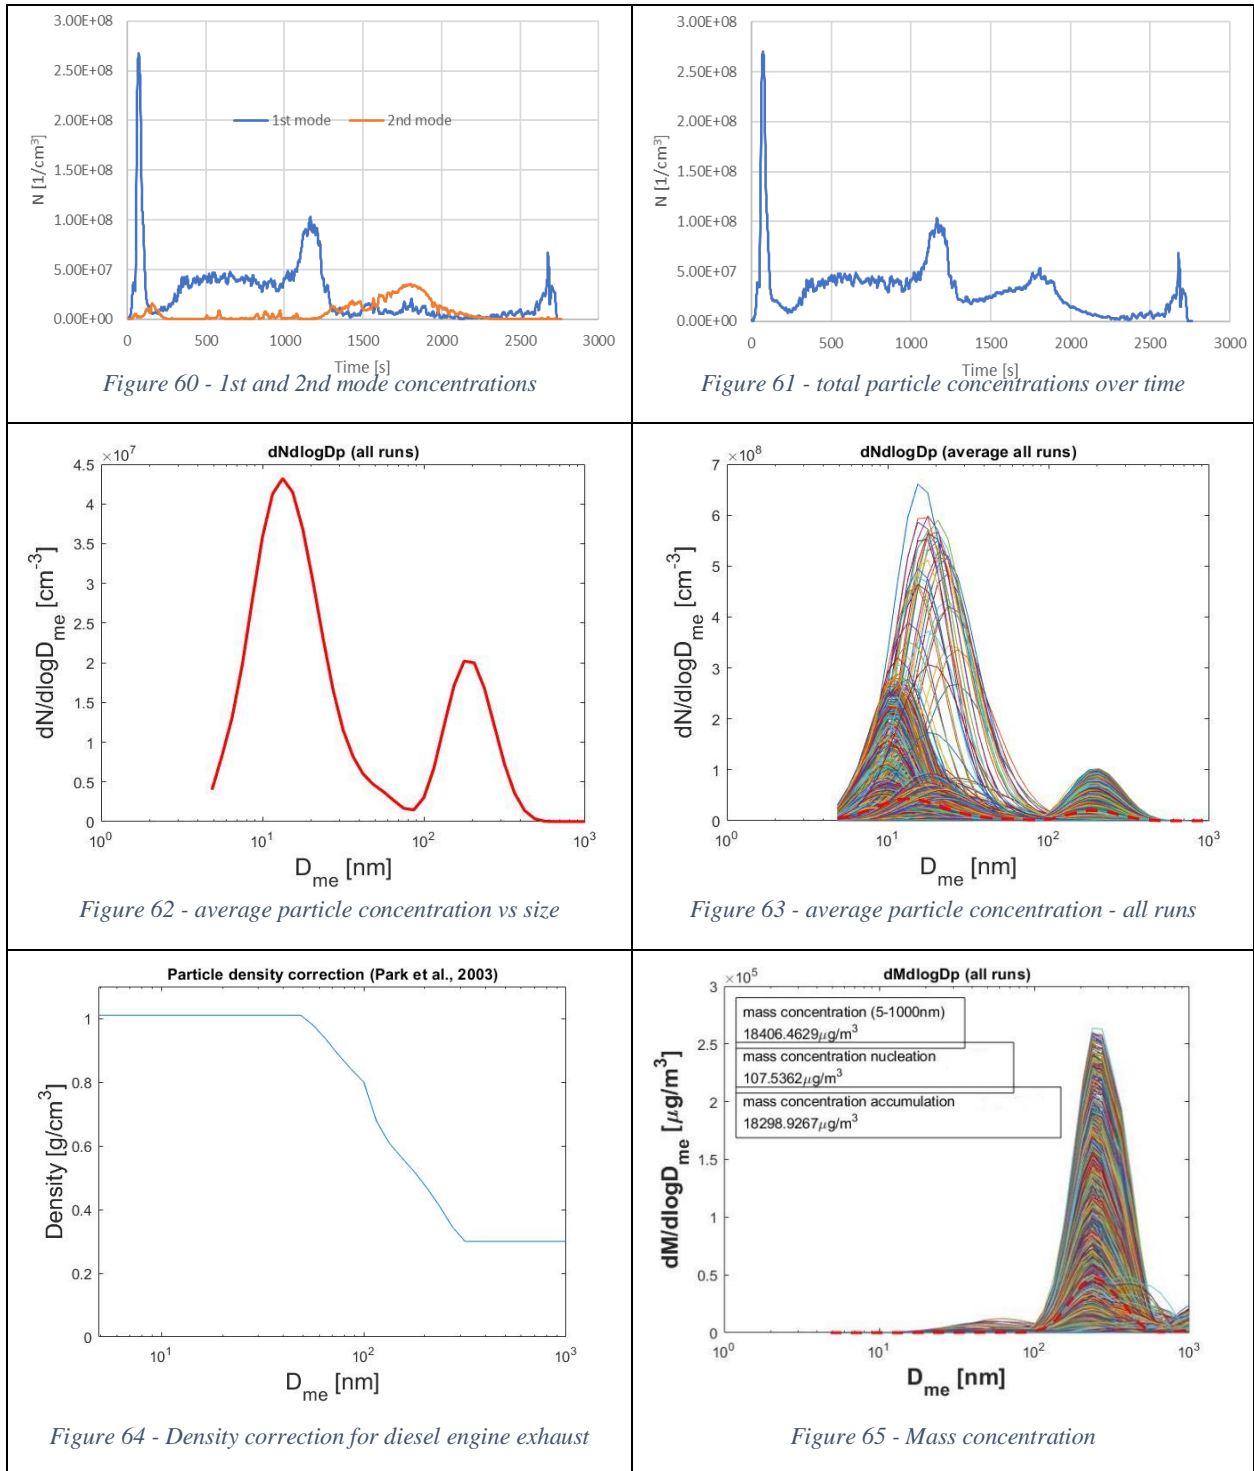 3.00E+08
2.50E+08
2.00E+08
1.50E+08
1.00E+08
5.00E+07
0.00E+00
N [1/cm³]
1st mode 2nd mode
0 500 1000 1500 2000 2500 3000
Time [s]
Figure 60 - 1st and 2nd mode concentrations
3.00E+08
2.50E+08
2.00E+08
1.50E+08
1.00E+08
5.00E+07
0.00E+00
N [1/cm³]
0 500 1000 1500 2000 2500 3000
Time [s]
Figure 61 - total particle concentrations over time
dNdlogDp (all runs)
×10⁷
4.5
4
3.5
3
2.5
2
1.5
1
0.5
0
dN/dlogD_me [cm⁻³]
10⁰ 10¹ 10² 10³
D_me [nm]
Figure 62 - average particle concentration vs size
dNdlogDp (average all runs)
×10⁸
7
6
5
4
3
2
1
0
dN/dlogD_me [cm⁻³]
10⁰ 10¹ 10² 10³
D_me [nm]
Figure 63 - average particle concentration - all runs
Particle density correction (Park et al., 2003)
1
0.8
0.6
0.4
0.2
0
Density [g/cm³]
10¹ 10² 10³
D_me [nm]
Figure 64 - Density correction for diesel engine exhaust
dMdlogDp (all runs)
×10⁵
3
2.5
2
1.5
1
0.5
0
dM/dlogD_me [μg/m³]
mass concentration (5-1000nm)
18406.4629μg/m³
mass concentration nucleation
107.5362μg/m³
mass concentration accumulation
18298.9267μg/m³
10⁰ 10¹ 10² 10³
D_me [nm]
Figure 65 - Mass concentration